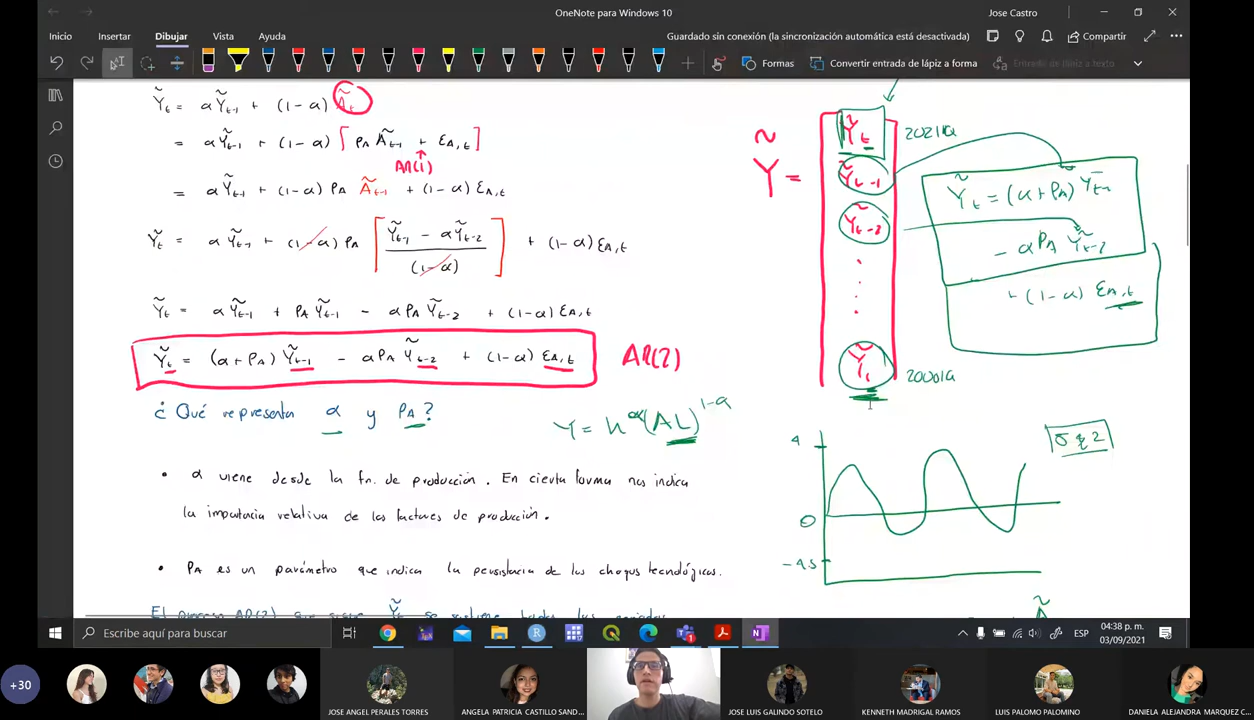 OneNote para Windows 10
Jose Castro
Inicio Insertar Dibujar Vista Ayuda
Guardado sin conexión (la sincronización automática está desactivada)
Compartir
Formas
Convertir entrada de lápiz a forma
Entrada de lápiz a texto
Ỹt = αỸt-1 + (1-α) Ãt
= αỸt-1 + (1-α) [ρA Ãt-1 + εA,t]
AR(1)
= αỸt-1 + (1-α) ρA Ãt-1 + (1-α) εA,t
Ỹt = αỸt-1 + (1-α) ρA [(Ỹt-1 - αỸt-2) / (1-α)] + (1-α) εA,t
Ỹt = αỸt-1 + ρA Ỹt-1 - αρA Ỹt-2 + (1-α) εA,t
Ỹt = (α+ρA) Ỹt-1 - αρA Ỹt-2 + (1-α) εA,t AR(2)
¿ Qué representa α y ρA?
Y = K^α (AL)^1-α
• α viene desde la fn. de producción. En cierta forma nos indica
la importancia relativa de los factores de producción.
• ρA es un parámetro que indica la persistencia de los choques tecnológicos.
Ỹ =
Ỹt
Ỹt-1
Ỹt-2
Ỹ1
Ỹt = (α+ρA) Ỹt-1
- αρA Ỹt-2
+ (1-α) εA,t
4
0
-4.5
Ã
Escribe aquí para buscar
ESP
04:38 p. m.
03/09/2021
+30
JOSE ANGEL PERALES TORRES
ANGELA PATRICIA CASTILLO SAND...
JOSE LUIS GALINDO SOTELO
KENNETH MADRIGAL RAMOS
LUIS PALOMO PALOMINO
DANIELA ALEJANDRA MARQUEZ C...